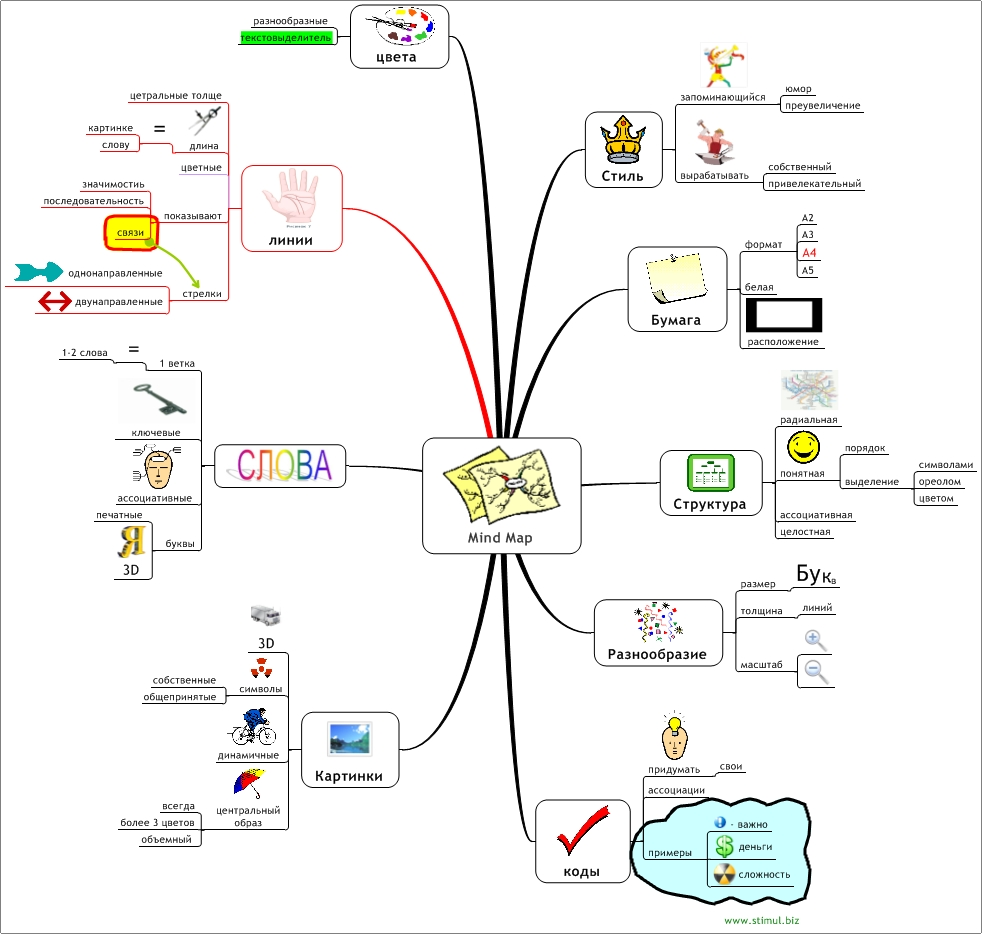 разнообразные
текстовыделитель
цвета
цетральные толще
картинке
=
слову
длина
цветные
значимостиь
последовательность
показывают
связи
однонаправленные
двунаправленные
стрелки
линии
1-2 слова
=
1 ветка
ключевые
ассоциативные
печатные
Я
3D
буквы
СЛОВА
3D
собственные
общепринятые
символы
динамичные
всегда
более 3 цветов
объемный
центральный
образ
Картинки
Mind Map
Стиль
запоминающийся
юмор
преувеличение
вырабатывать
собственный
привелекательный
Бумага
формат
A2
A3
A4
A5
белая
расположение
Структура
радиальная
понятная
порядок
выделение
символами
ореолом
цветом
ассоциативная
целостная
Разнообразие
размер
Букв
толщина
линий
масштаб
коды
придумать
свои
ассоциации
примеры
- важно
$ деньги
сложность
www.stimul.biz